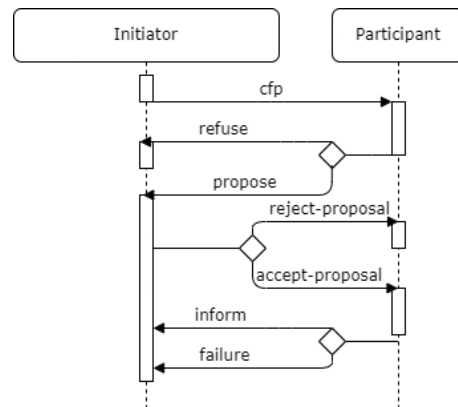 Initiator
Participant
cfp
refuse
propose
reject-proposal
accept-proposal
inform
failure